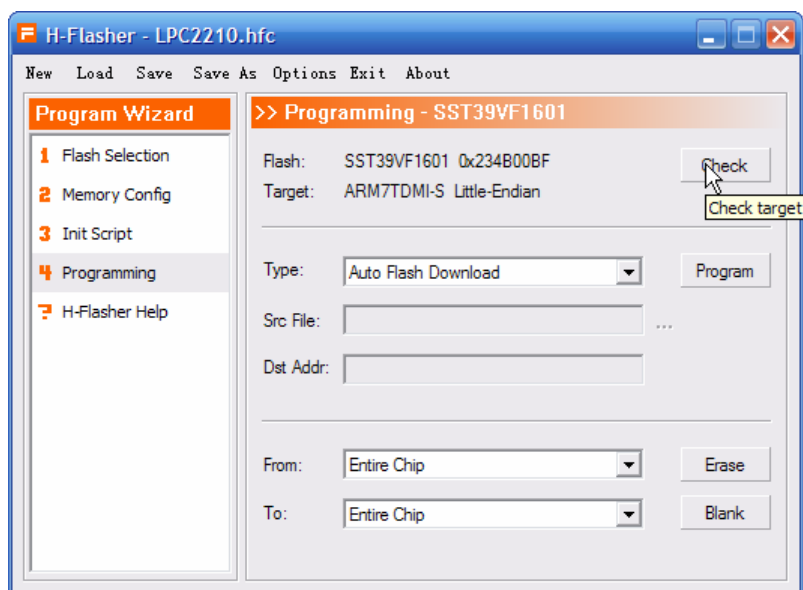 H-Flasher - LPC2210.hfc
New Load Save Save As Options Exit About
Program Wizard
1 Flash Selection
2 Memory Config
3 Init Script
4 Programming
? H-Flasher Help
>> Programming - SST39VF1601
Flash: SST39VF1601 0x234B00BF
Check
Target: ARM7TDMI-S Little-Endian
Check target
Type: Auto Flash Download
Program
Src File:
...
Dst Addr:
From: Entire Chip
Erase
To: Entire Chip
Blank